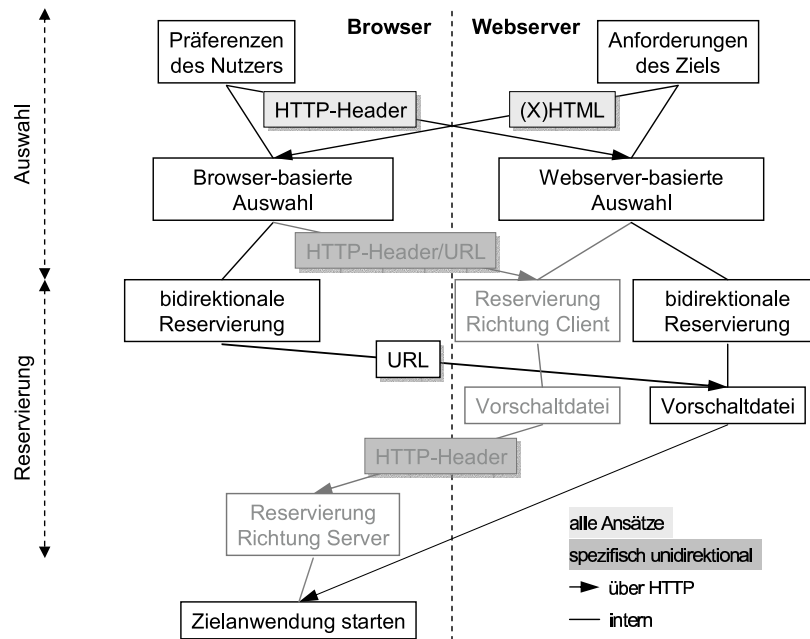 Browser
Webserver
Präferenzen
des Nutzers
Anforderungen
des Ziels
HTTP-Header
(X)HTML
Auswahl
Browser-basierte
Auswahl
Webserver-basierte
Auswahl
HTTP-Header/URL
bidirektionale
Reservierung
Reservierung
Richtung Client
bidirektionale
Reservierung
URL
Reservierung
Vorschaltdatei
Vorschaltdatei
HTTP-Header
Reservierung
Richtung Server
Zielanwendung starten
alle Ansätze
spezifisch unidirektional
über HTTP
intern